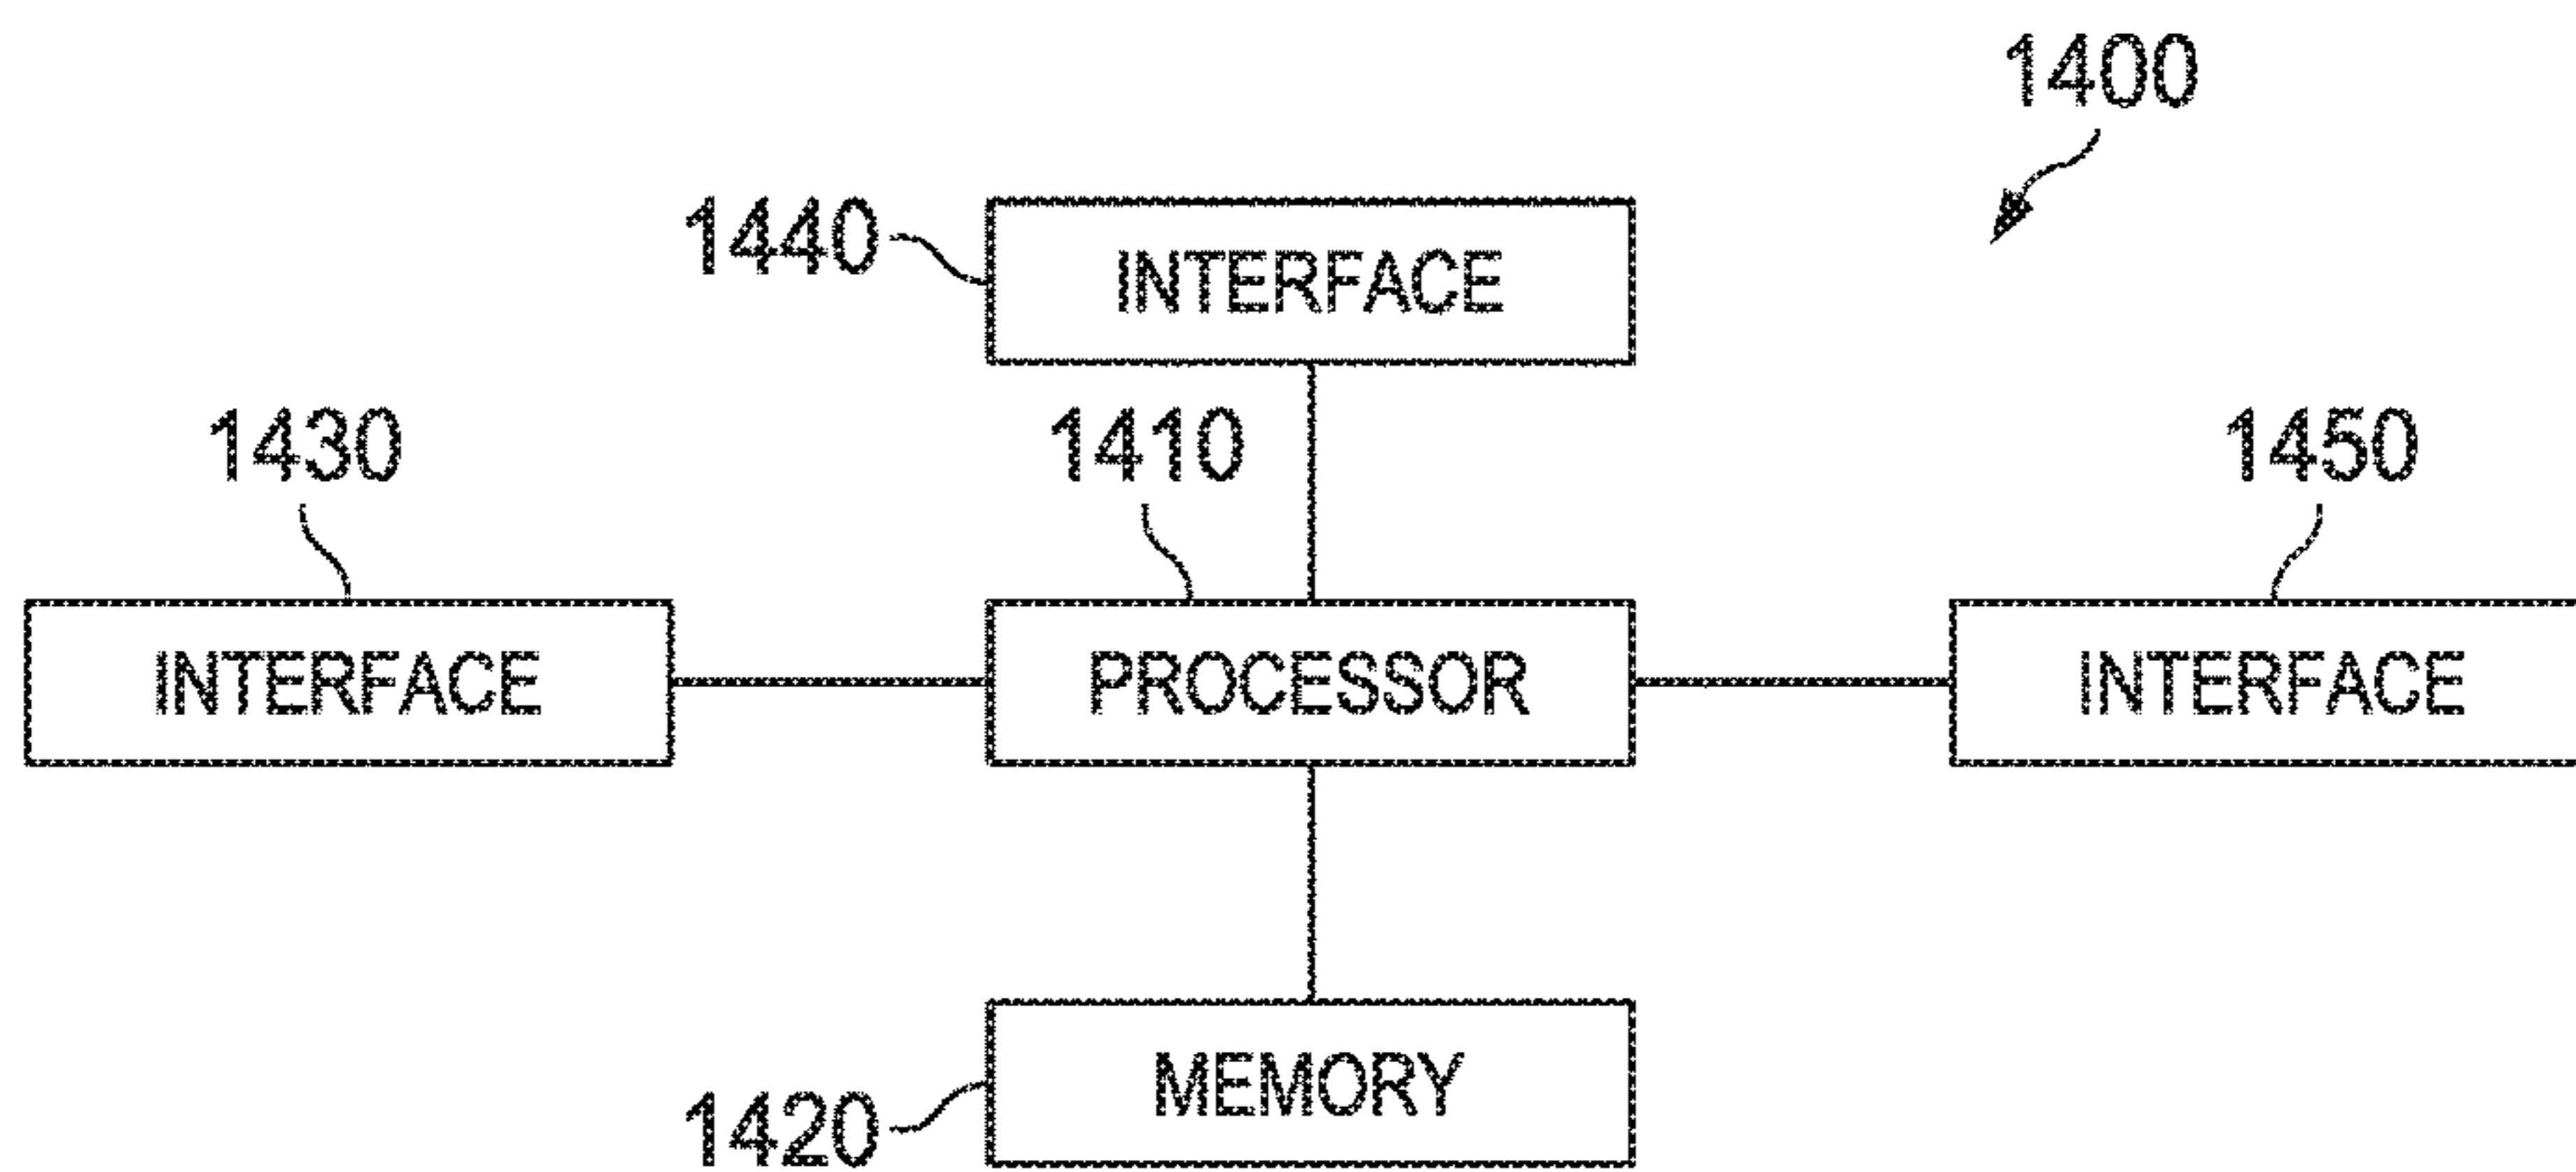 1400
1440
INTERFACE
1430
1410
1450
INTERFACE
PROCESSOR
INTERFACE
MEMORY
1420